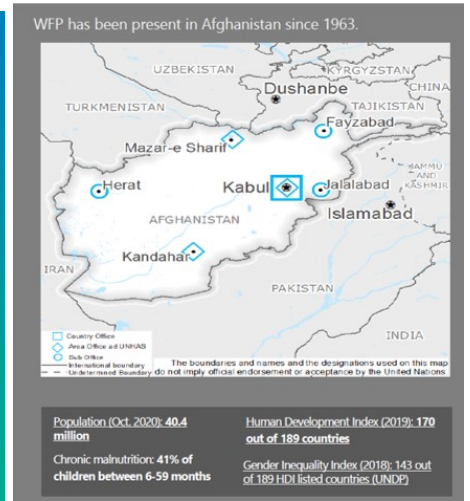 WFP has been present in Afghanistan since 1963.
UZBEKISTAN
KYRGYZSTAN
Dushanbe
CHINA
TURKMENISTAN
TAJIKISTAN
Fayzabad
Mazar-e Sharif
JAMMU
AND
KASHMIR
Herat
Kabul
Jalalabad
Islamabad
AFGHANISTAN
Kandahar
IRAN
PAKISTAN
INDIA
Country Office
Area Office ad UNHAS
Sub Office
International boundary
Undetermined Boundary
The boundaries and names and the designations used on this map
do not imply official endorsement or acceptance by the United Nations.
Population (Oct. 2020): 40.4
million
Chronic malnutrition: 41% of
children between 6-59 months
Human Development Index (2019): 170
out of 189 countries
Gender Inequality Index (2018): 143 out
of 189 HDI listed countries (UNDP)